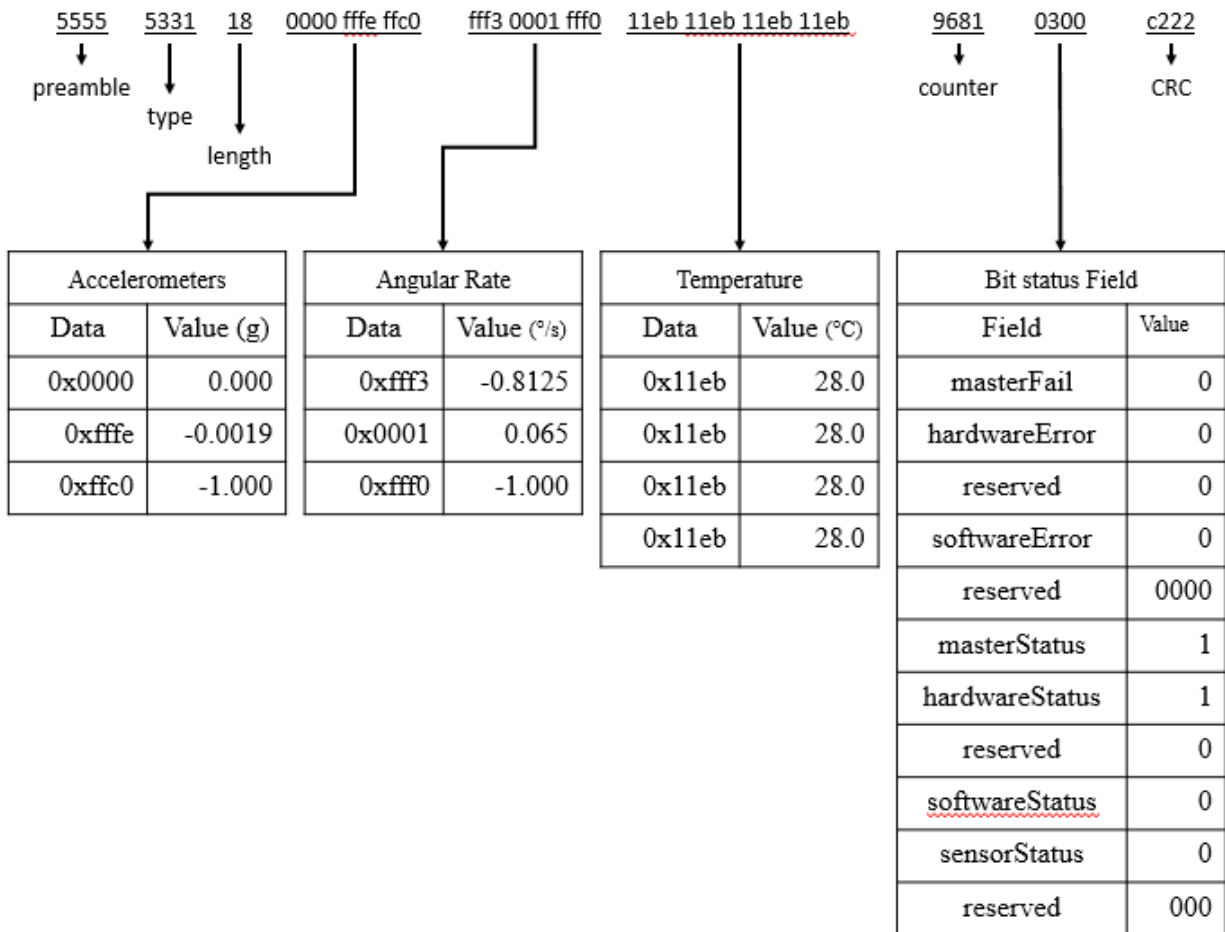 5555 5331 18 0000 fffe ffc0 fff3 0001 fff0 11eb 11eb 11eb 11eb 9681 0300 c222
preamble
type
length
counter
CRC
Accelerometers
Data Value (g)
0x0000 0.000
0xfffe -0.0019
0xffc0 -1.000
Angular Rate
Data Value (°/s)
0xfff3 -0.8125
0x0001 0.065
0xfff0 -1.000
Temperature
Data Value (°C)
0x11eb 28.0
0x11eb 28.0
0x11eb 28.0
0x11eb 28.0
Bit status Field
Field Value
masterFail 0
hardwareError 0
reserved 0
softwareError 0
reserved 0000
masterStatus 1
hardwareStatus 1
reserved 0
softwareStatus 0
sensorStatus 0
reserved 000